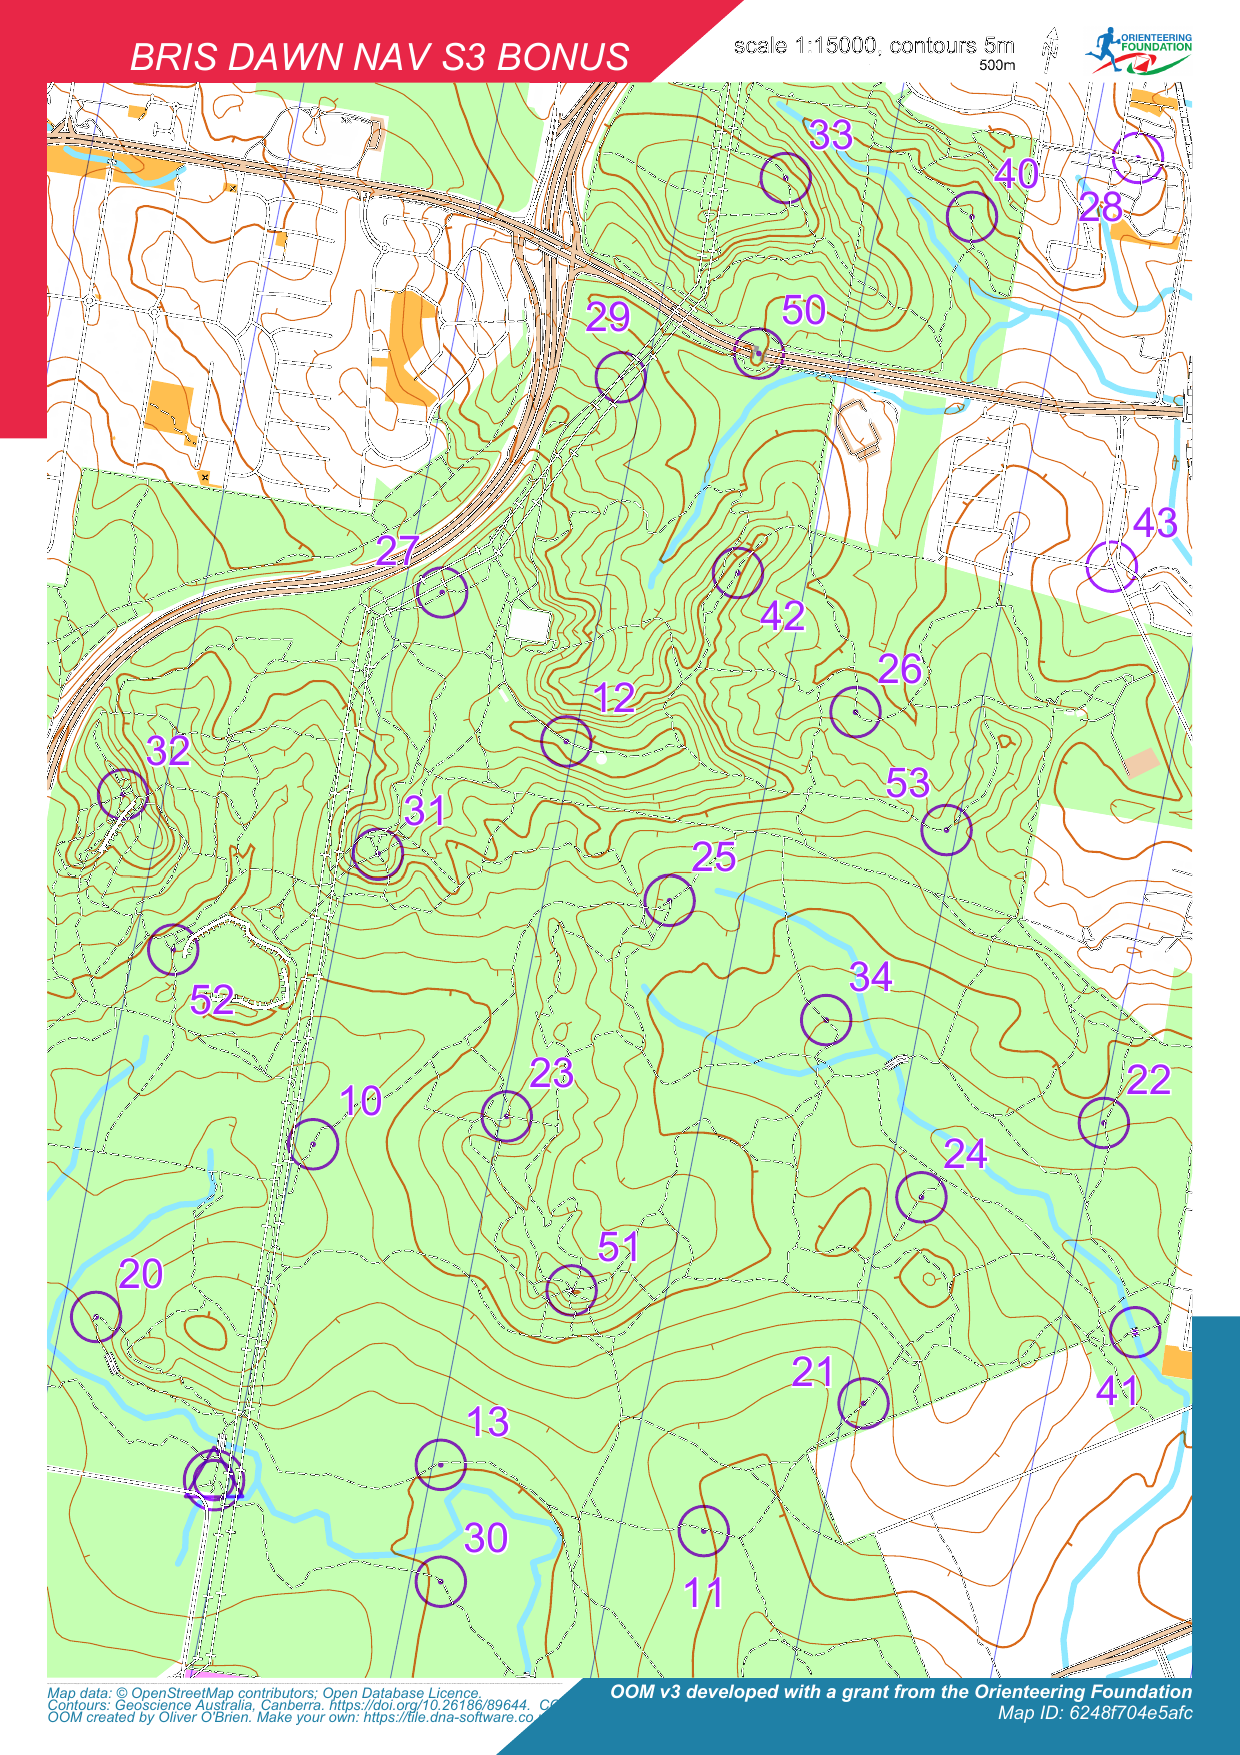 BRIS DAWN NAV S3 BONUS
scale 1:15000, contours 5m
500m
ORIENTEERING
FOUNDATION
33
40
28
29
50
43
27
42
26
12
32
53
31
25
34
52
23
22
10
24
51
20
21
41
13
30
11
Map data: © OpenStreetMap contributors; Open Database Licence.
Contours: Geoscience Australia, Canberra. https://doi.org/10.26186/89644.
OOM created by Oliver O'Brien. Make your own: https://tile.dna-software.co.
OOM v3 developed with a grant from the Orienteering Foundation
Map ID: 6248f704e5afc